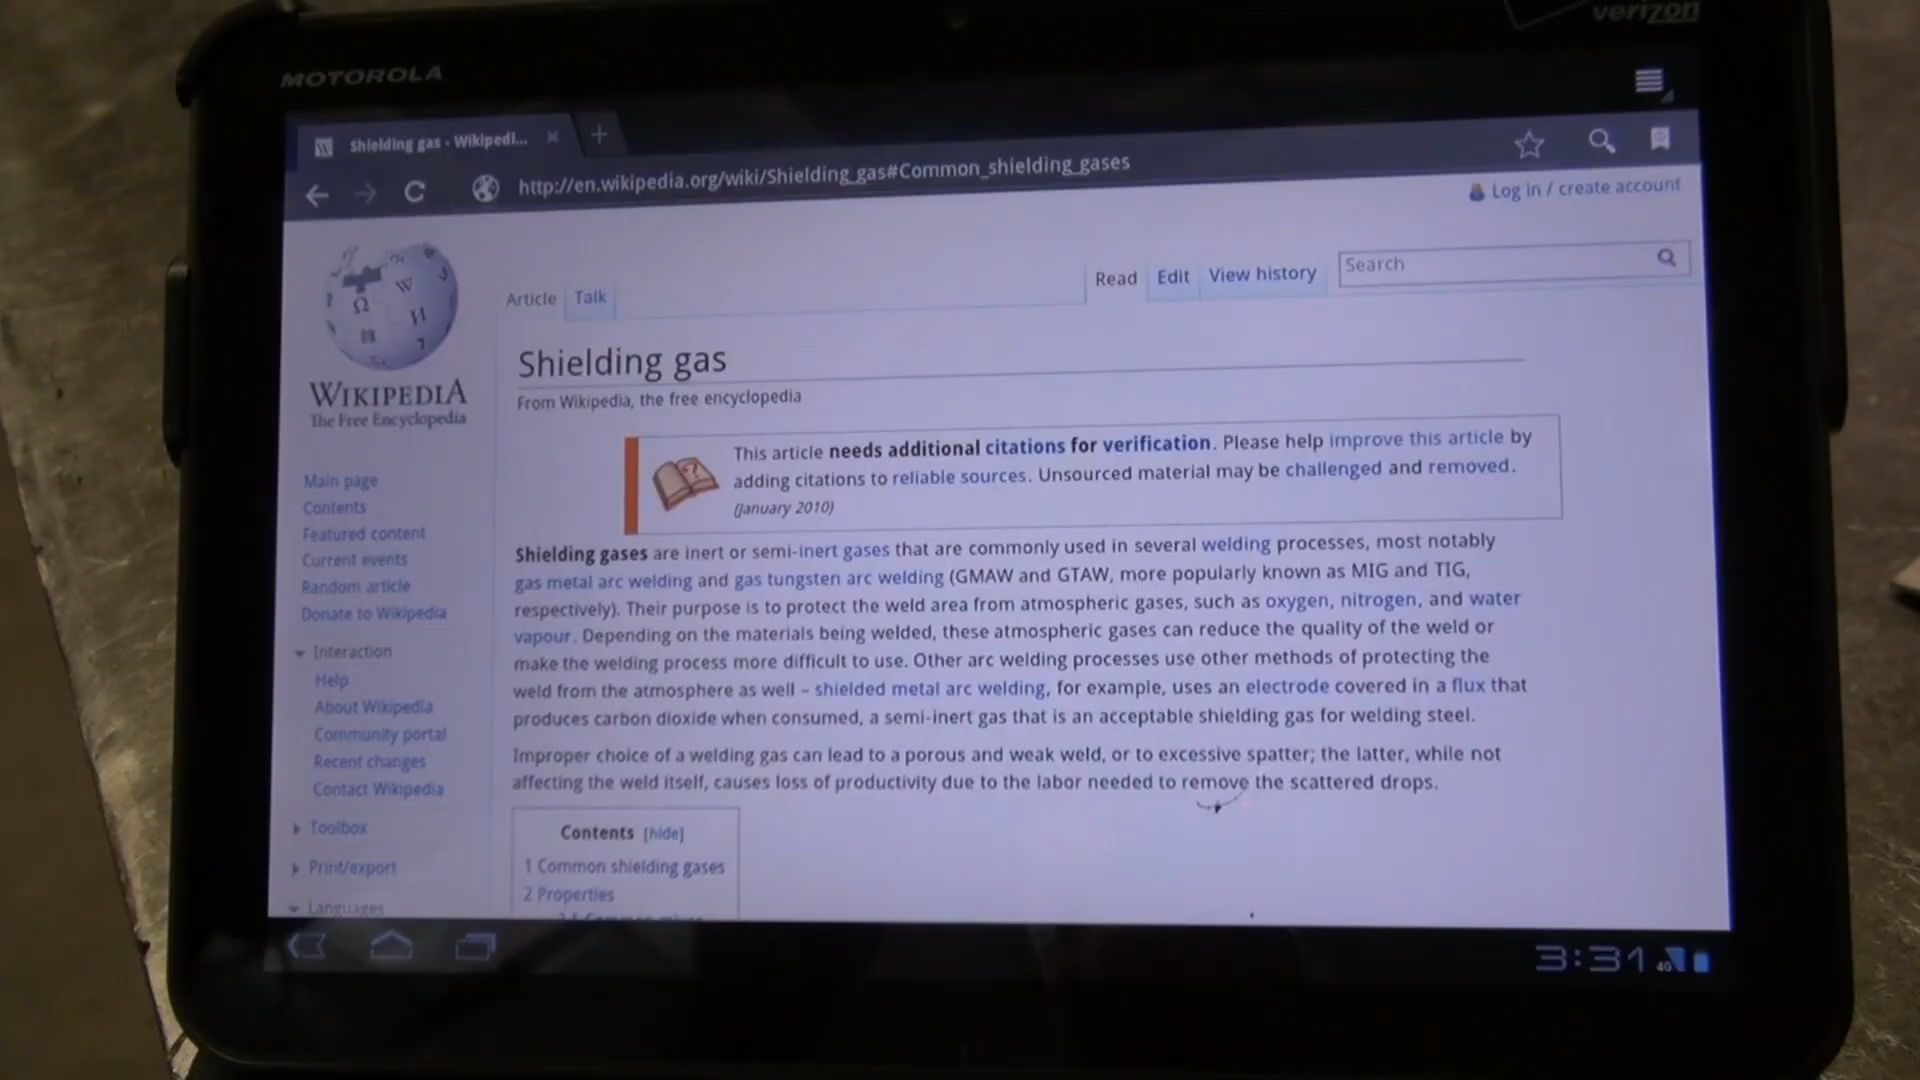 verizon
MOTOROLA
Shielding gas - Wikipedi...
http://en.wikipedia.org/wiki/Shielding_gas#Common_shielding_gases
Log in / create account
Article Talk Read Edit View history Search
WIKIPEDIA
The Free Encyclopedia
Main page
Contents
Featured content
Current events
Random article
Donate to Wikipedia
Interaction
Help
About Wikipedia
Community portal
Recent changes
Contact Wikipedia
Toolbox
Print/export
Languages
Shielding gas
From Wikipedia, the free encyclopedia
This article needs additional citations for verification. Please help improve this article by
adding citations to reliable sources. Unsourced material may be challenged and removed.
(January 2010)
Shielding gases are inert or semi-inert gases that are commonly used in several welding processes, most notably
gas metal arc welding and gas tungsten arc welding (GMAW and GTAW, more popularly known as MIG and TIG,
respectively). Their purpose is to protect the weld area from atmospheric gases, such as oxygen, nitrogen, and water
vapour. Depending on the materials being welded, these atmospheric gases can reduce the quality of the weld or
make the welding process more difficult to use. Other arc welding processes use other methods of protecting the
weld from the atmosphere as well – shielded metal arc welding, for example, uses an electrode covered in a flux that
produces carbon dioxide when consumed, a semi-inert gas that is an acceptable shielding gas for welding steel.
Improper choice of a welding gas can lead to a porous and weak weld, or to excessive spatter; the latter, while not
affecting the weld itself, causes loss of productivity due to the labor needed to remove the scattered drops.
Contents [hide]
1 Common shielding gases
2 Properties
3:31 4G